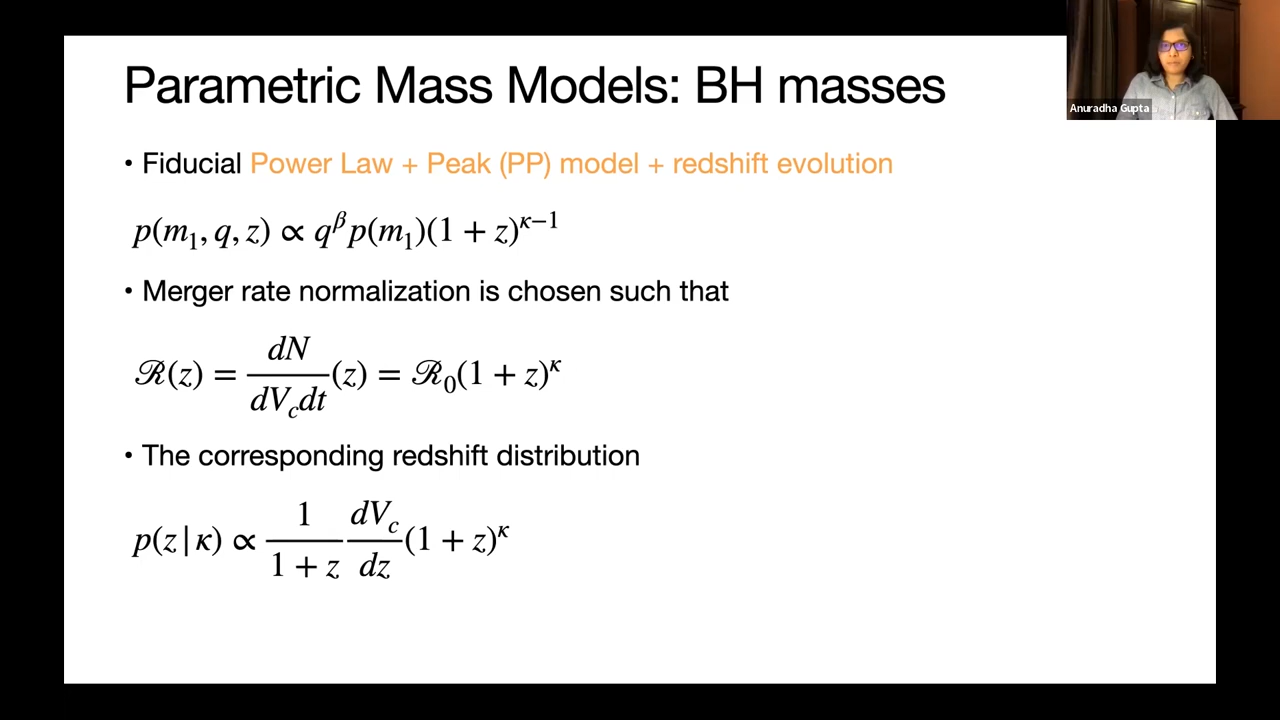 Parametric Mass Models: BH masses
Anuradha Gupta
• Fiducial Power Law + Peak (PP) model + redshift evolution
p(m₁, q, z) ∝ q^β p(m₁)(1 + z)^{κ−1}
• Merger rate normalization is chosen such that
ℛ(z) = dN/(dV_c dt) (z) = ℛ₀(1 + z)^κ
• The corresponding redshift distribution
p(z | κ) ∝ 1/(1 + z) dV_c/dz (1 + z)^κ